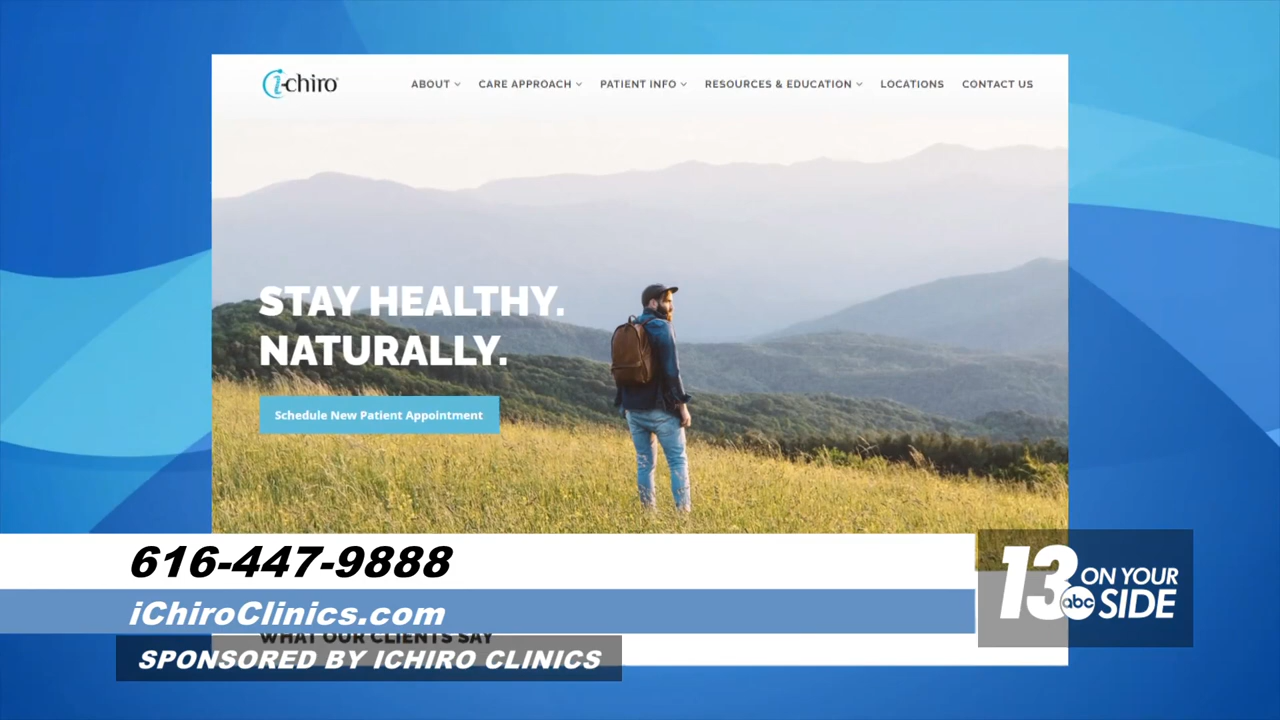 i-chiro
ABOUT CARE APPROACH PATIENT INFO RESOURCES & EDUCATION LOCATIONS CONTACT US
STAY HEALTHY.
NATURALLY.
Schedule New Patient Appointment
616-447-9888
iChiroClinics.com
WHAT OUR CLIENTS SAY
SPONSORED BY ICHIRO CLINICS
13 ON YOUR
abc SIDE